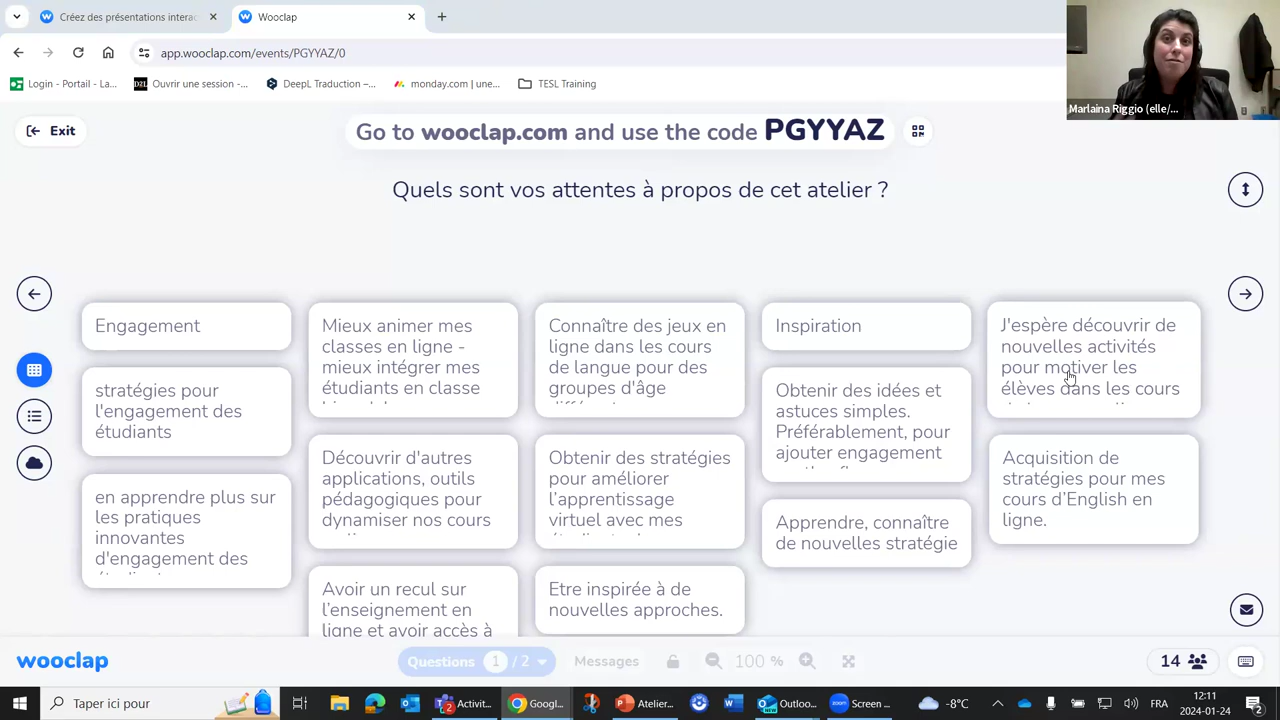 Créez des présentations interac
Wooclap
app.wooclap.com/events/PGYYAZ/0
Login - Portail - La...
D2L
Ouvrir une session -...
DeepL Traduction –...
monday.com | une...
TESL Training
Marlaina Riggio (elle/...
Exit
Go to wooclap.com and use the code PGYYAZ
Quels sont vos attentes à propos de cet atelier ?
Engagement
stratégies pour
l'engagement des
étudiants
en apprendre plus sur
les pratiques
innovantes
d'engagement des
Mieux animer mes
classes en ligne -
mieux intégrer mes
étudiants en classe
Découvrir d'autres
applications, outils
pédagogiques pour
dynamiser nos cours
Avoir un recul sur
l’enseignement en
ligne et avoir accès à
Connaître des jeux en
ligne dans les cours
de langue pour des
groupes d'âge
Obtenir des stratégies
pour améliorer
l’apprentissage
virtuel avec mes
Etre inspirée à de
nouvelles approches.
Inspiration
Obtenir des idées et
astuces simples.
Préférablement, pour
ajouter engagement
Apprendre, connaître
de nouvelles stratégie
J'espère découvrir de
nouvelles activités
pour motiver les
élèves dans les cours
Acquisition de
stratégies pour mes
cours d’English en
ligne.
wooclap
Questions 1 / 2
Messages
100 %
14
Taper ici pour
Activit...
Googl...
Atelier...
Outloo...
Screen ...
-8°C
FRA
12:11
2024-01-24
2